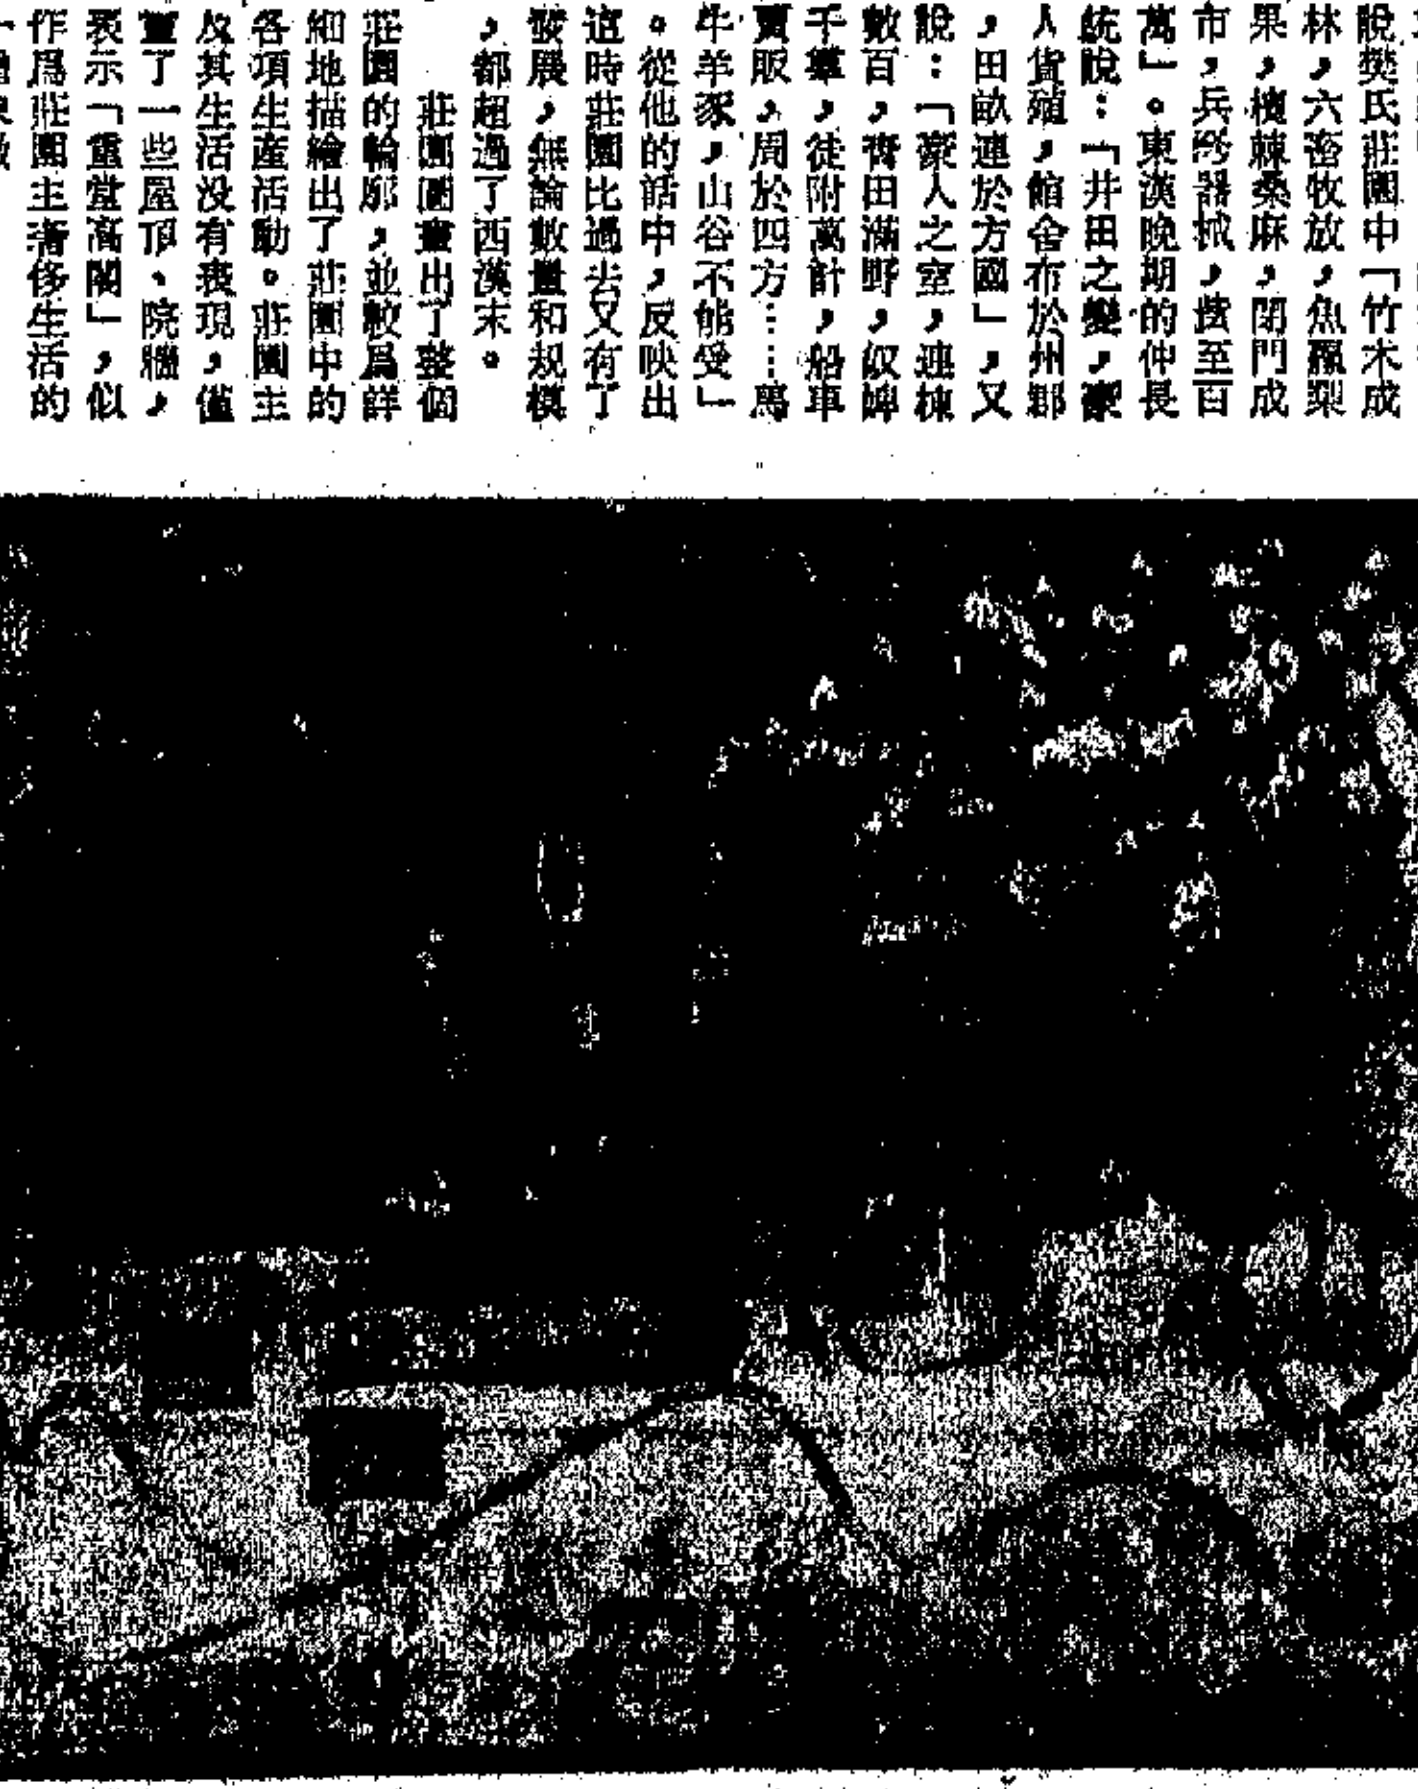 說樊氏莊園中「竹木成
林，六畜牧放，魚蠃梨
果，檀棘桑麻，閉門成
市，兵弩器械，貲至百
萬」。東漢晚期的仲長
統說：「井田之變，豪
人貨殖，館舍布於州郡
，田畝連於方國」，又
說：「豪人之室，連棟
數百，膏田滿野，奴婢
千羣，徒附萬計，船車
賈販，周於四方……馬
牛羊豕，山谷不能受」
。從他的話中，反映出
這時莊園比過去又有了
發展，無論數量和規模
，都超過了西漢末。
莊園圖畫出了整個
莊園的輪廓，並較爲詳
細地描繪出了莊園中的
各項生産活動。莊園主
及其生活没有表現，僅
畫了一些屋頂、院牆，
表示「重堂高閣」，似
作爲莊園主奢侈生活的